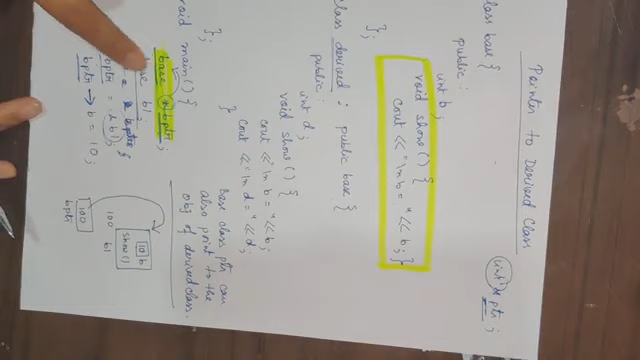 Pointer to Derived Class
int *ptr ;
class base {
public :
int b;
void show() {
cout << "\n b = " << b; }
};
class derived : public base {
public :
int d;
void show() {
cout << "\n b = " << b;
cout << "\n d = " << d;
}
};
void main() {
base *bptr ;
b1;
bptr = &b1;
bptr → b = 10;
Base class ptr can
also point to the
obj of derived class.
10 b
show()
100 b1
100
bptr